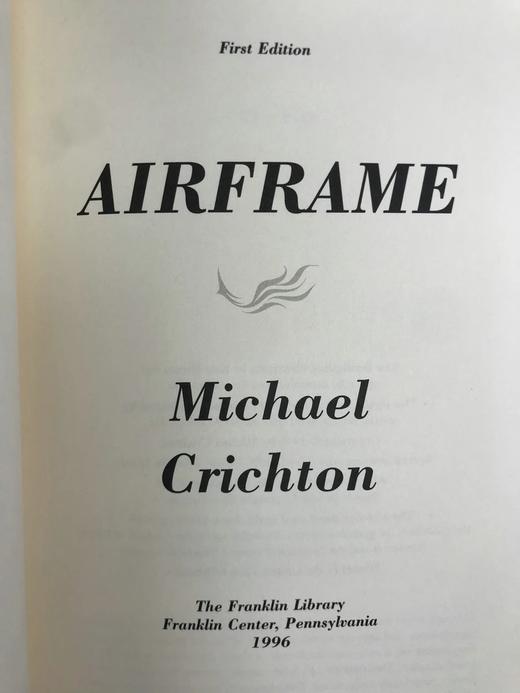 First Edition
AIRFRAME
Michael
Crichton
The Franklin Library
Franklin Center, Pennsylvania
1996